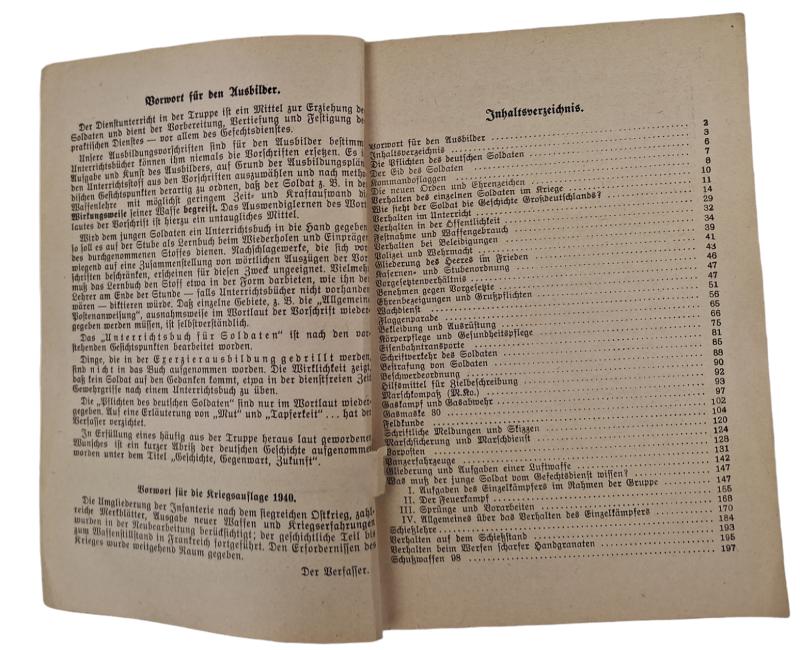 Vorwort für den Ausbilder.
Der Dienstunterricht in der Truppe ist ein Mittel zur Erziehung de
Soldaten und dient der Vorbereitung, Vertiefung und Festigung de
praktischen Dienstes — vor allem des Gefechtsdienstes.
Unsere Ausbildungsvorschriften sind für den Ausbilder bestimm
Unterrichtsbücher können ihm niemals die Vorschriften ersetzen. Es i
Aufgabe und Kunst des Ausbilders, auf Grund der Ausbildungsplän
den Unterrichtsstoff aus den Vorschriften auszuwählen und nach metho
dischen Gesichtspunkten derartig zu ordnen, daß der Soldat z. B. in der
Waffenlehre mit möglichst geringem Zeit- und Kraftaufwand die
Wirkungsweise seiner Waffe begreift. Das Auswendiglernen des Wort
lautes der Vorschrift ist hierzu ein untaugliches Mittel.
Wird dem jungen Soldaten ein Unterrichtsbuch in die Hand gegeben
so soll es auf der Stube als Lernbuch beim Wiederholen und Einpräge
des durchgenommenen Stoffes dienen. Nachschlagewerke, die sich vor
wiegend auf eine Zusammenstellung von wörtlichen Auszügen der Vor
schriften beschränken, erscheinen für diesen Zweck ungeeignet. Vielmeh
muß das Lernbuch den Stoff etwa in der Form darbieten, wie ihn de
Lehrer am Ende der Stunde — falls Unterrichtsbücher nicht vorhande
wären — diktieren würde. Daß einzelne Gebiete, z. B. die „Allgemein
Postenanweisung“, ausnahmsweise im Wortlaut der Vorschrift wieder
gegeben werden müssen, ist selbstverständlich.
Das „Unterrichtsbuch für Soldaten“ ist nach den vor
stehenden Gesichtspunkten bearbeitet worden.
Dinge, die in der Exerzierausbildung gedrillt werden
sind nicht in das Buch aufgenommen worden. Die Wirklichkeit zeigt,
daß kein Soldat auf den Gedanken kommt, etwa in der dienstfreien Zeit
Gewehrgriffe nach einem Unterrichtsbuch zu üben.
Die „Pflichten des deutschen Soldaten“ sind nur im Wortlaut wieder
gegeben. Auf eine Erläuterung von „Mut“ und „Tapferkeit“ ... hat der
Verfasser verzichtet.
In Erfüllung eines häufig aus der Truppe heraus laut gewordene
Wunsches ist ein kurzer Abriß der deutschen Geschichte aufgenomme
worden unter dem Titel „Geschichte, Gegenwart, Zukunft“.
Vorwort für die Kriegsauflage 1940.
Die Umgliederung der Infanterie nach dem siegreichen Ostkrieg, zahl
reiche Merkblätter, Ausgabe neuer Waffen und Kriegserfahrungen
wurden in der Neubearbeitung berücksichtigt; der geschichtliche Teil bis
zum Waffenstillstand in Frankreich fortgeführt. Den Erfordernissen des
Krieges wurde weitgehend Raum gegeben.
Der Verfasser.
Inhaltsverzeichnis.
Vorwort für den Ausbilder 2
Inhaltsverzeichnis 3
Die Pflichten des deutschen Soldaten 6
Der Eid des Soldaten 7
Kommandoflaggen 8
Die neuen Orden und Ehrenzeichen 10
Verhalten des einzelnen Soldaten im Kriege 11
Wie sieht der Soldat die Geschichte Großdeutschlands? 14
Verhalten im Unterricht 29
Verhalten in der Öffentlichkeit 32
Festnahme und Waffengebrauch 34
Verhalten bei Beleidigungen 39
Polizei und Wehrmacht 41
Gliederung des Heeres im Frieden 43
Kasernen- und Stubenordnung 46
Vorgesetztenverhältnis 47
Benehmen gegen Vorgesetzte 47
Ehrenbezeigungen und Grußpflichten 51
Wachdienst 56
Flaggenparade 65
Bekleidung und Ausrüstung 66
Körperpflege und Gesundheitspflege 75
Eisenbahntransporte 81
Schriftverkehr des Soldaten 85
Bestrafung von Soldaten 88
Beschwerdeordnung 90
Hilfsmittel für Zielbeschreibung 92
Marschkompaß (M.Ko.) 93
Gaskampf und Gasabwehr 97
Gasmaske 30 102
Feldkunde 104
Schriftliche Meldungen und Skizzen 120
Marschsicherung und Marschdienst 124
Vorposten 128
Panzerfahrzeuge 131
Gliederung und Aufgaben einer Luftwaffe 142
Was muß der junge Soldat vom Gefechtsdienst wissen? 147
I. Aufgaben des Einzelkämpfers im Rahmen der Gruppe 147
II. Der Feuerkampf 165
III. Sprünge und Vorarbeiten 168
IV. Allgemeines über das Verhalten des Einzelkämpfers 170
Schießlehre 184
Verhalten auf dem Schießstand 193
Verhalten beim Werfen scharfer Handgranaten 195
Schußwaffen 98 197